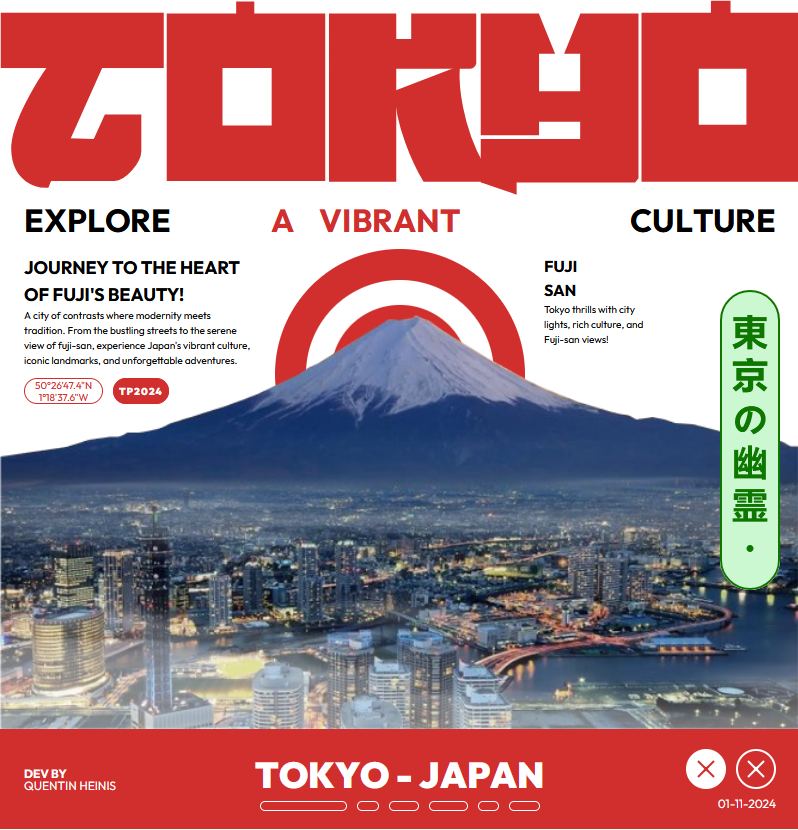 TOKYO
EXPLORE A VIBRANT CULTURE
JOURNEY TO THE HEART
OF FUJI'S BEAUTY!
A city of contrasts where modernity meets
tradition. From the bustling streets to the serene
view of fuji-san, experience Japan's vibrant culture,
iconic landmarks, and unforgettable adventures.
50°26'47.4"N
1°18'37.6"W
TP2024
FUJI
SAN
Tokyo thrills with city
lights, rich culture, and
Fuji-san views!
東京の幽霊・
DEV BY
QUENTIN HEINIS
TOKYO - JAPAN
01-11-2024